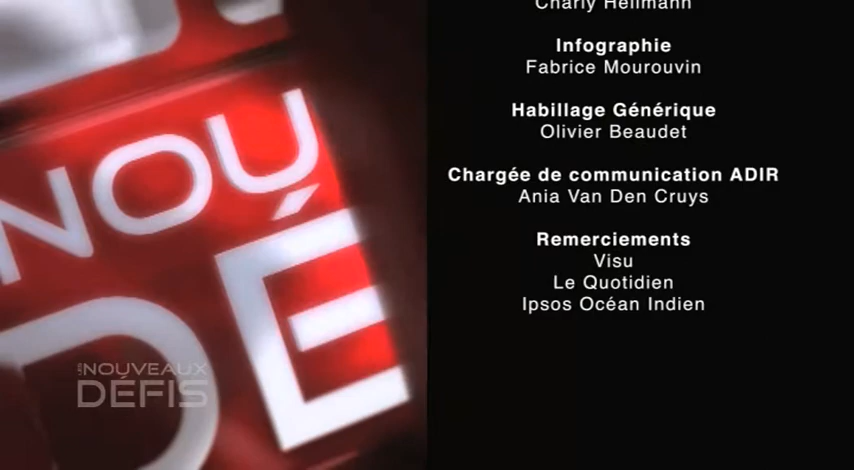 NOU
DÉ
LES NOUVEAUX
DÉFIS
Charly Hellmann
Infographie
Fabrice Mourouvin
Habillage Générique
Olivier Beaudet
Chargée de communication ADIR
Ania Van Den Cruys
Remerciements
Visu
Le Quotidien
Ipsos Océan Indien